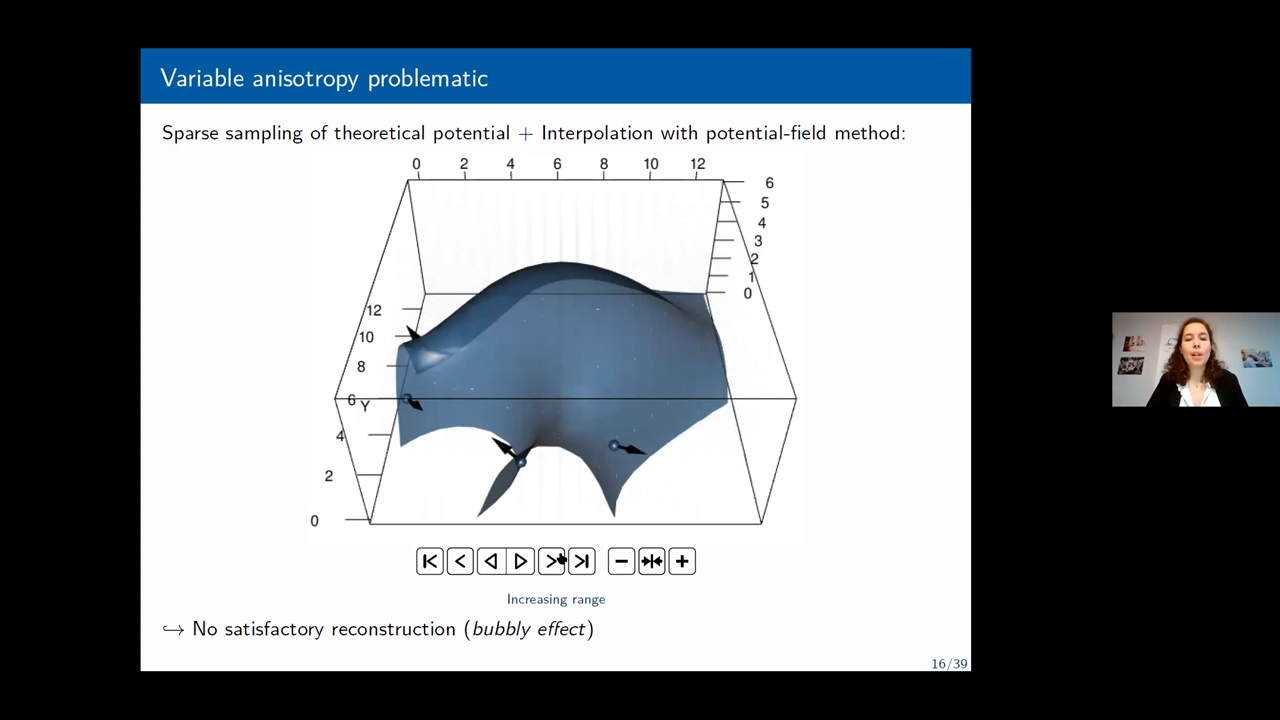 Variable anisotropy problematic
Sparse sampling of theoretical potential + Interpolation with potential-field method:
0 2 4 6 8 10 12
6
5
4
3
2
1
0
12
10
8
6 Y
4
2
0
Increasing range
↪ No satisfactory reconstruction (bubbly effect)
16/39